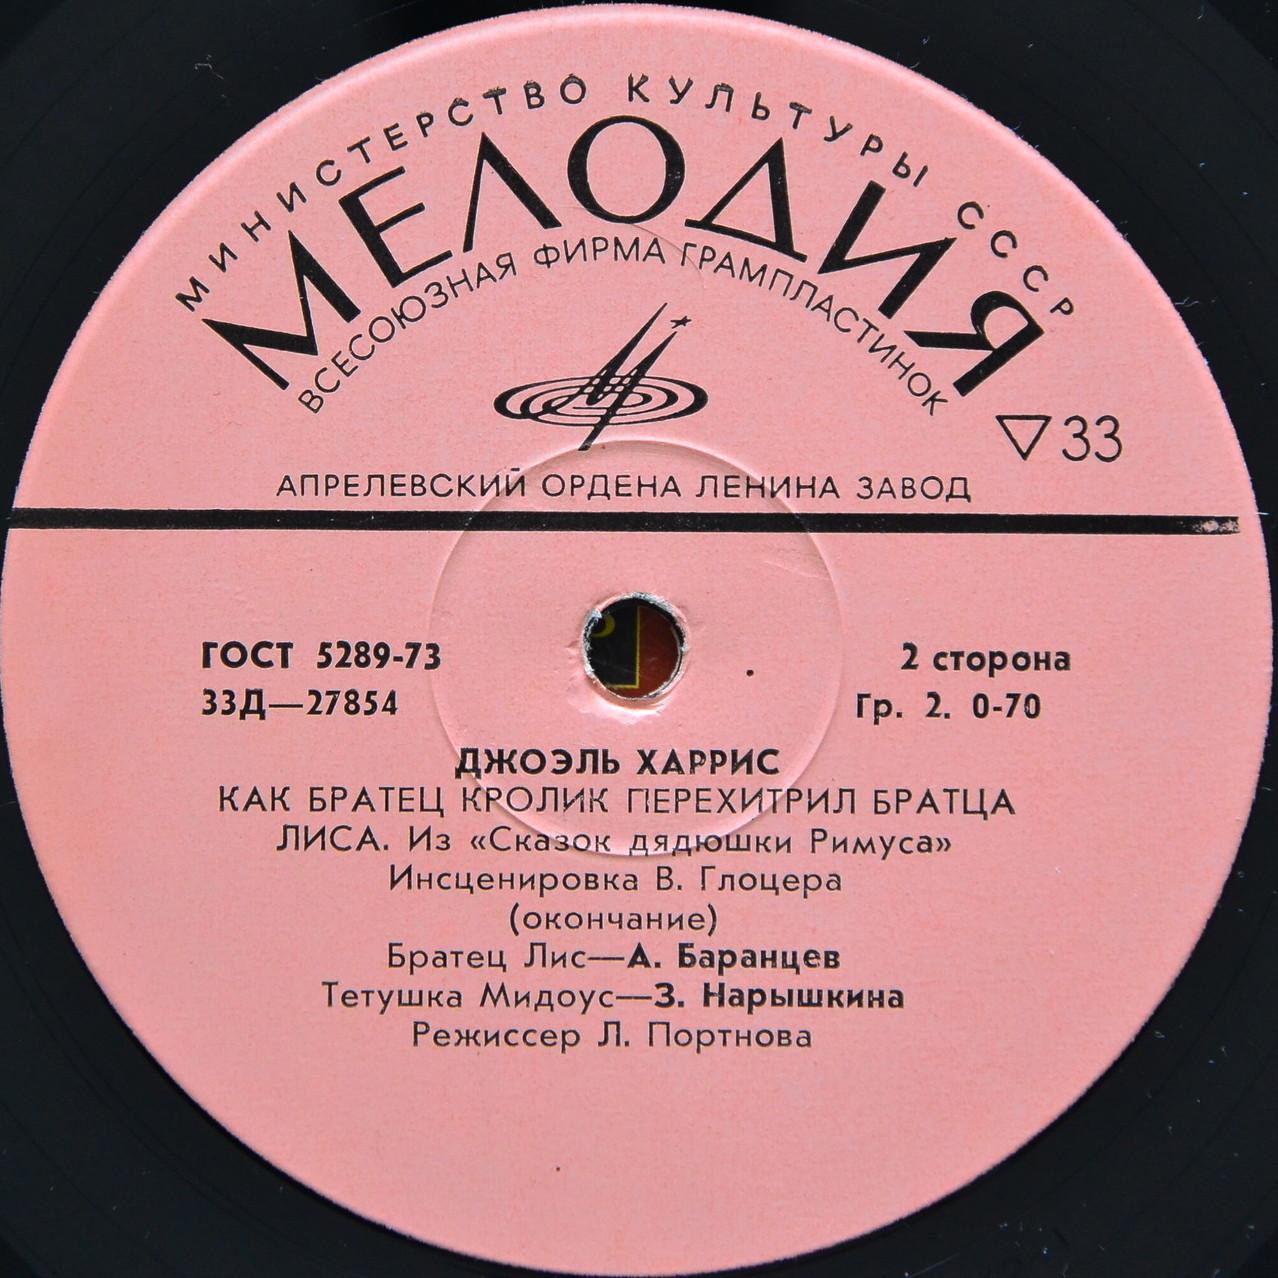 МИНИСТЕРСТВО КУЛЬТУРЫ СССР
МЕЛОДИЯ
ВСЕСОЮЗНАЯ ФИРМА ГРАМПЛАСТИНОК
33
АПРЕЛЕВСКИЙ ОРДЕНА ЛЕНИНА ЗАВОД
ГОСТ 5289-73
33Д—27854
2 сторона
Гр. 2. 0-70
ДЖОЭЛЬ ХАРРИС
КАК БРАТЕЦ КРОЛИК ПЕРЕХИТРИЛ БРАТЦА
ЛИСА. Из «Сказок дядюшки Римуса»
Инсценировка В. Глоцера
(окончание)
Братец Лис—А. Баранцев
Тетушка Мидоус—З. Нарышкина
Режиссер Л. Портнова